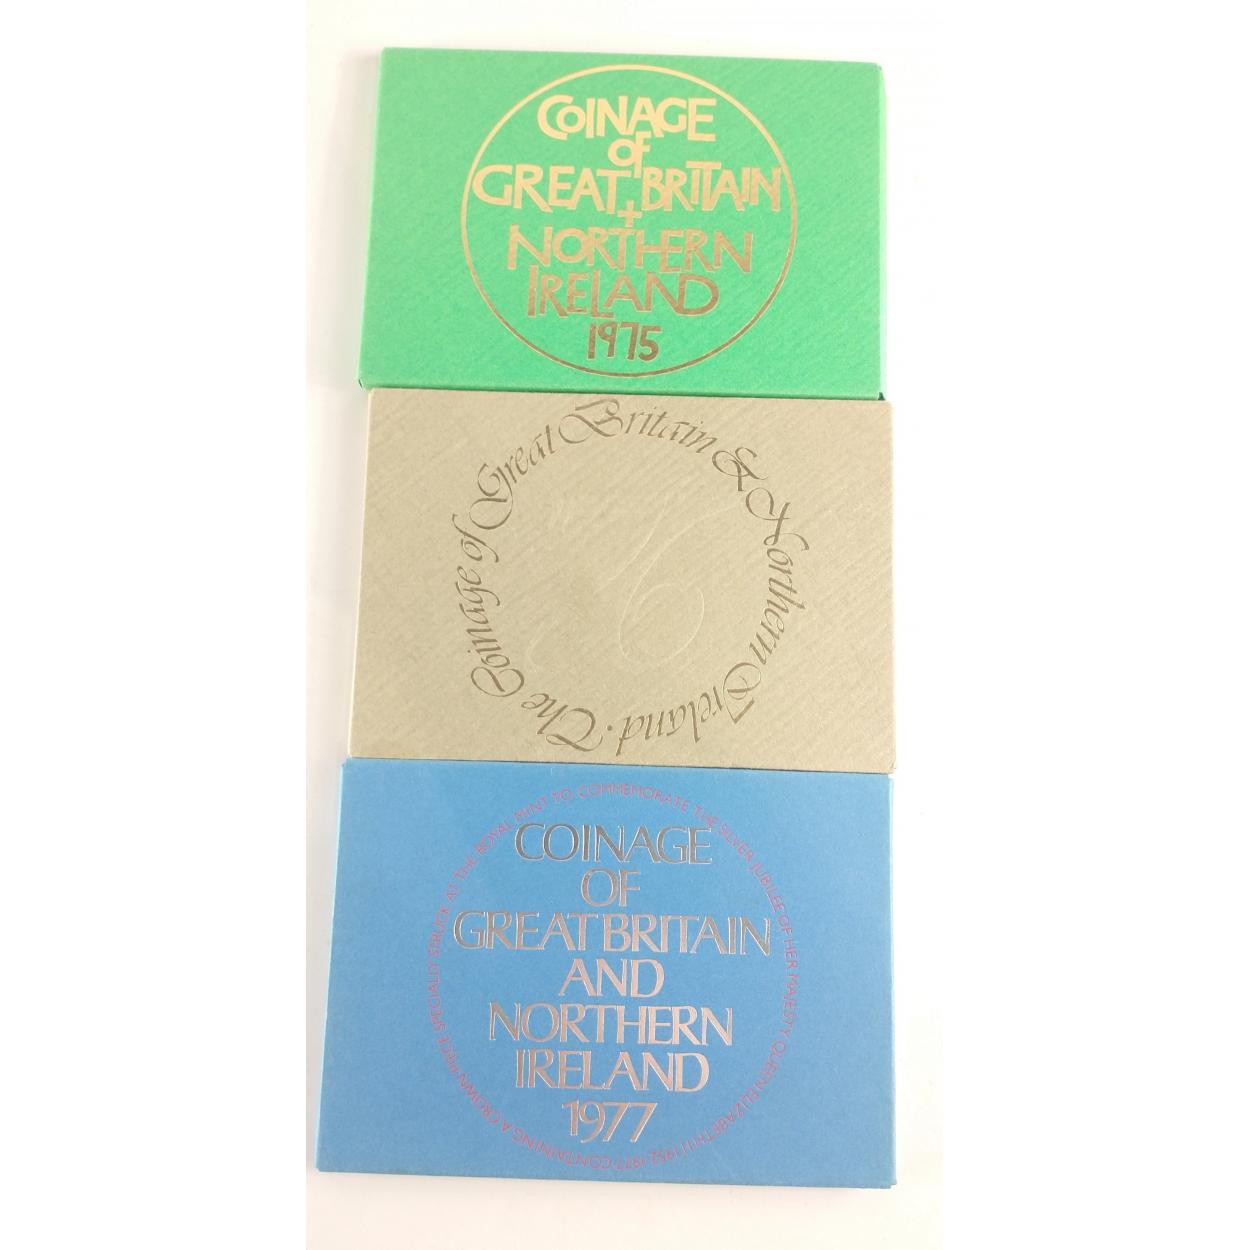 COINAGE
OF
GREAT BRITAIN
+
NORTHERN
IRELAND
1975
The Coinage of Great Britain & Northern Ireland ·
COINAGE
OF
GREAT BRITAIN
AND
NORTHERN
IRELAND
1977
CONTAINING A CROWN PIECE SPECIALLY STRUCK AT THE ROYAL MINT TO COMMEMORATE THE SILVER JUBILEE OF HER MAJESTY QUEEN ELIZABETH II 1952-1977·